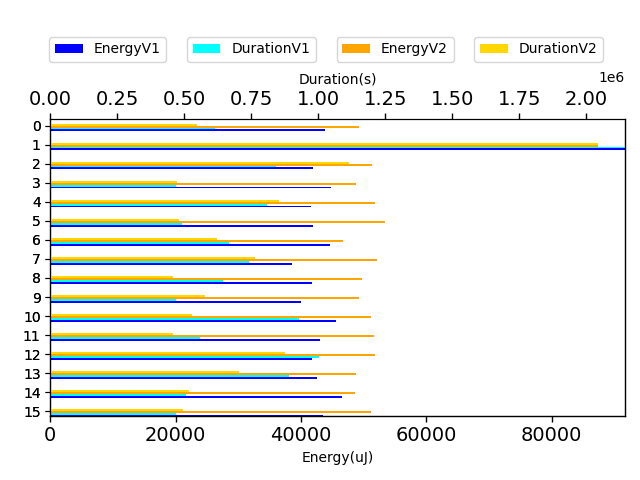 EnergyV1 DurationV1 EnergyV2 DurationV2
Duration(s)
1e6
0.00 0.25 0.50 0.75 1.00 1.25 1.50 1.75 2.00
0
1
2
3
4
5
6
7
8
9
10
11
12
13
14
15
0 20000 40000 60000 80000
Energy(uJ)